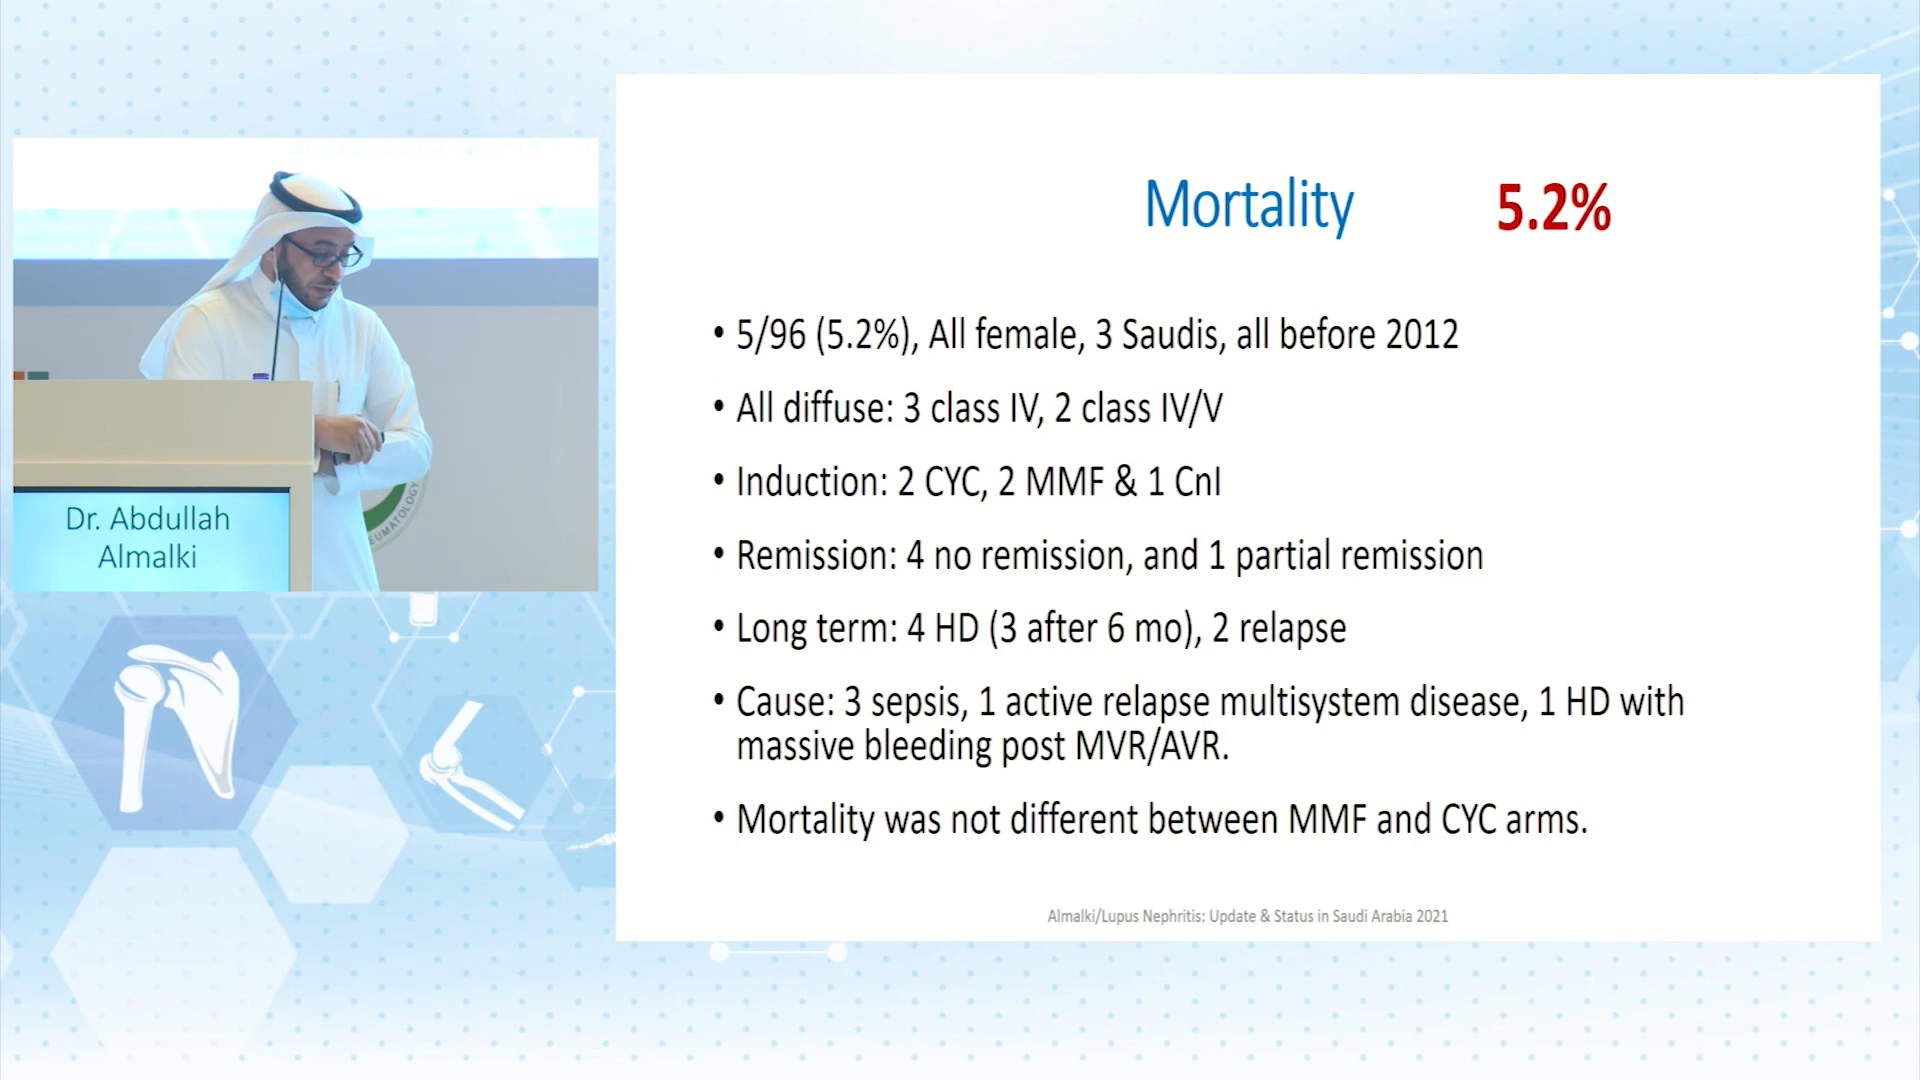 Mortality 5.2%
• 5/96 (5.2%), All female, 3 Saudis, all before 2012
• All diffuse: 3 class IV, 2 class IV/V
• Induction: 2 CYC, 2 MMF & 1 CnI
• Remission: 4 no remission, and 1 partial remission
• Long term: 4 HD (3 after 6 mo), 2 relapse
• Cause: 3 sepsis, 1 active relapse multisystem disease, 1 HD with
massive bleeding post MVR/AVR.
• Mortality was not different between MMF and CYC arms.
Almalki/Lupus Nephritis: Update & Status in Saudi Arabia 2021
Dr. Abdullah
Almalki